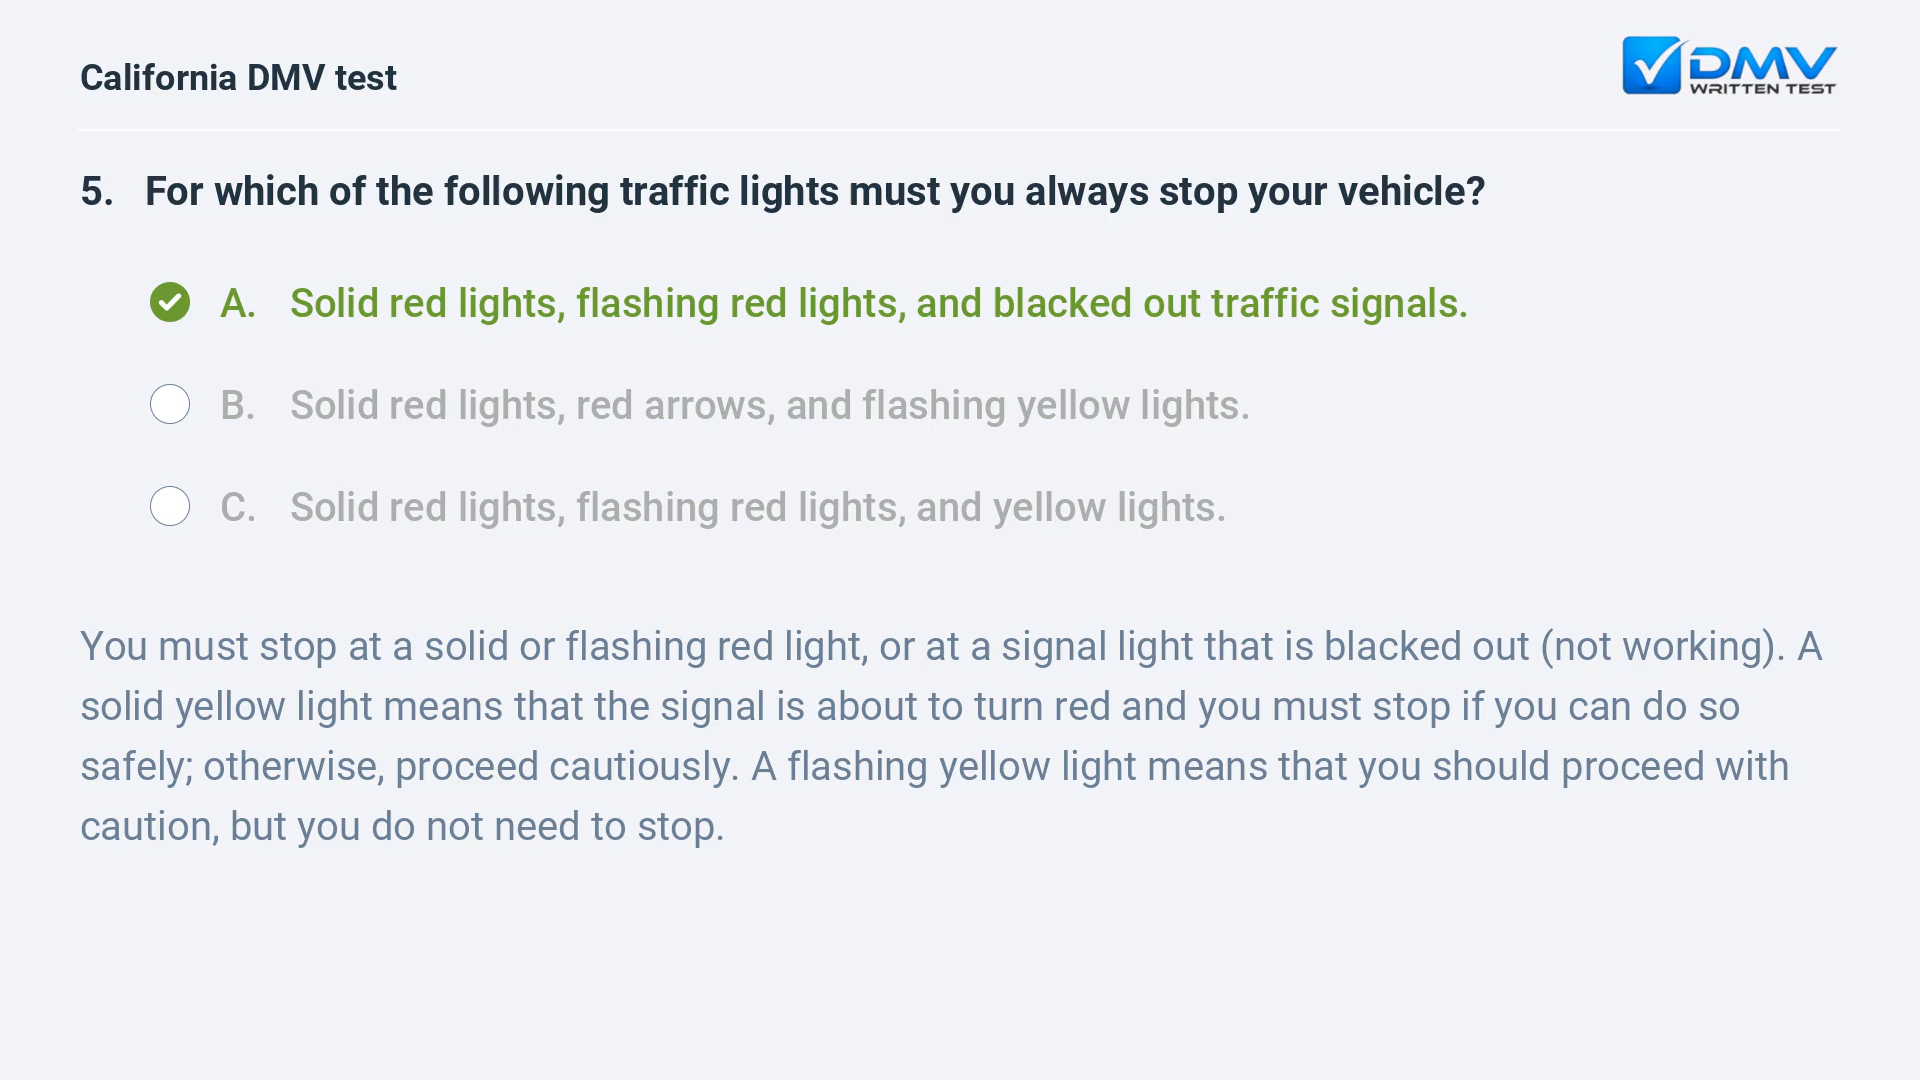 California DMV test
DMV
WRITTEN TEST
5. For which of the following traffic lights must you always stop your vehicle?
A. Solid red lights, flashing red lights, and blacked out traffic signals.
B. Solid red lights, red arrows, and flashing yellow lights.
C. Solid red lights, flashing red lights, and yellow lights.
You must stop at a solid or flashing red light, or at a signal light that is blacked out (not working). A
solid yellow light means that the signal is about to turn red and you must stop if you can do so
safely; otherwise, proceed cautiously. A flashing yellow light means that you should proceed with
caution, but you do not need to stop.